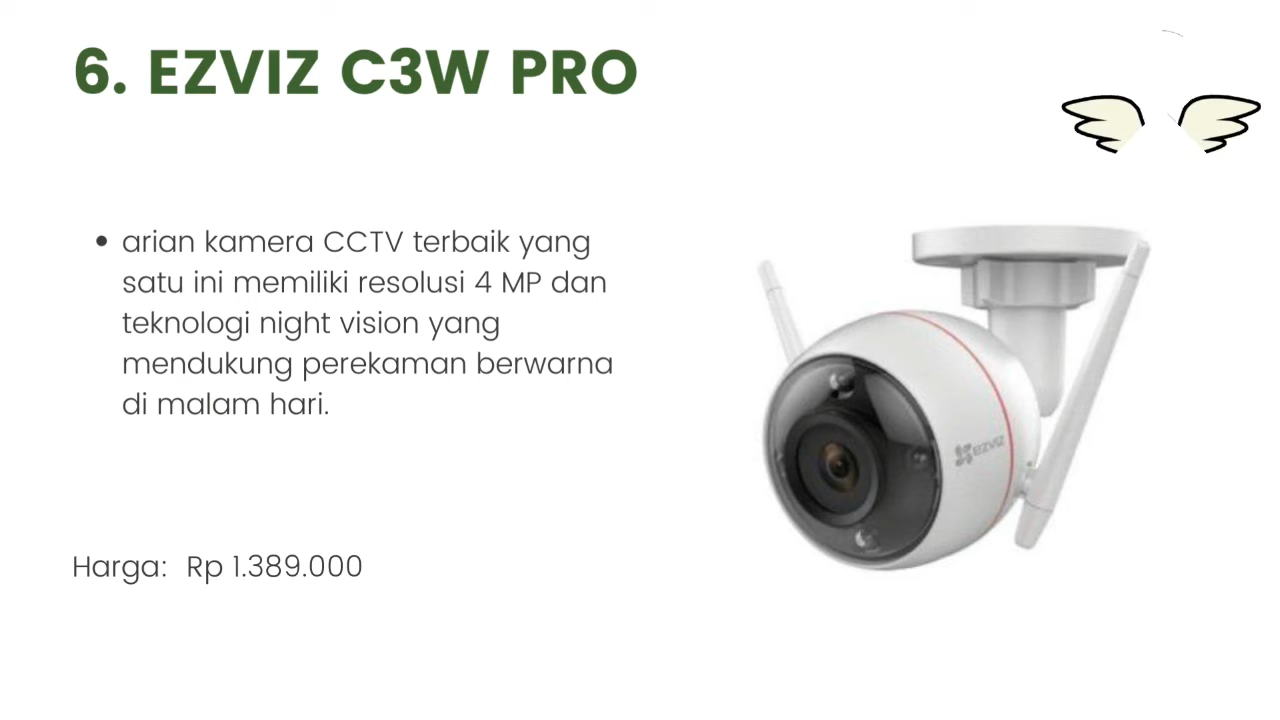 6. EZVIZ C3W PRO
• arian kamera CCTV terbaik yang
satu ini memiliki resolusi 4 MP dan
teknologi night vision yang
mendukung perekaman berwarna
di malam hari.
EZVIZ
Harga: Rp 1.389.000